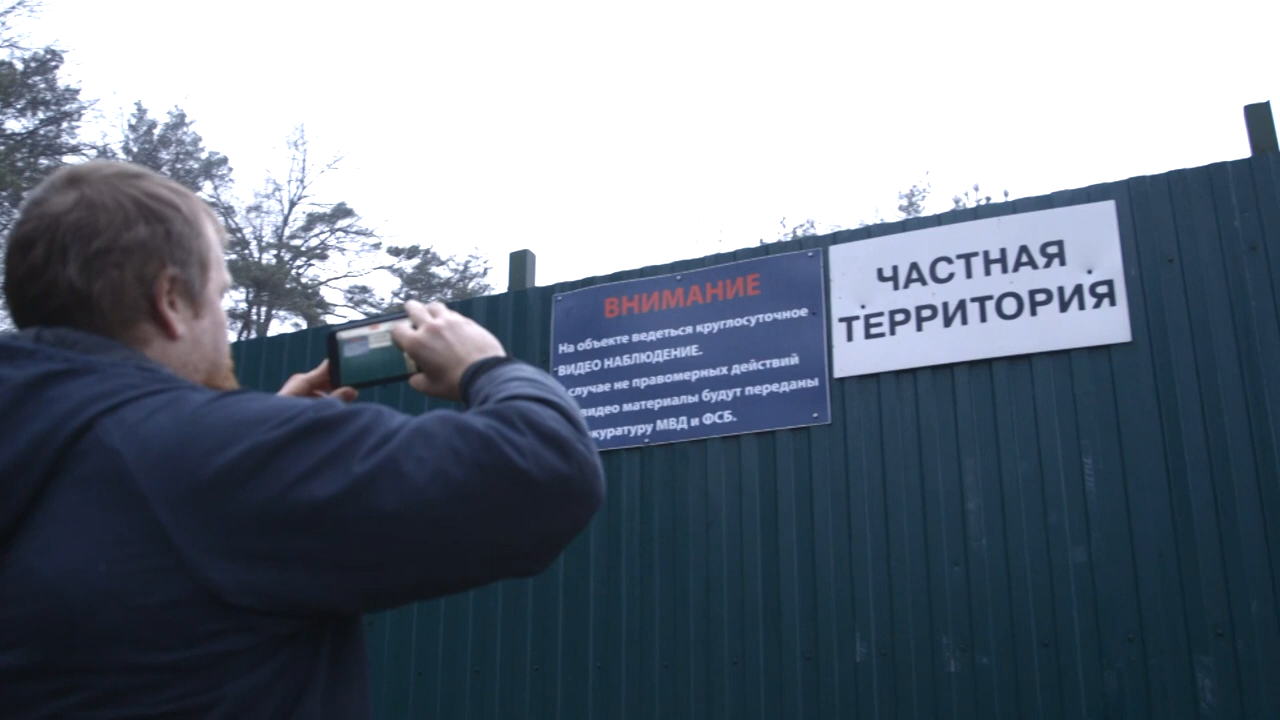 ВНИМАНИЕ
На объекте ведеться круглосуточное
ВИДЕО НАБЛЮДЕНИЕ.
случае не правомерных действий
видео материалы будут переданы
куратуру МВД и ФСБ.
ЧАСТНАЯ
ТЕРРИТОРИЯ